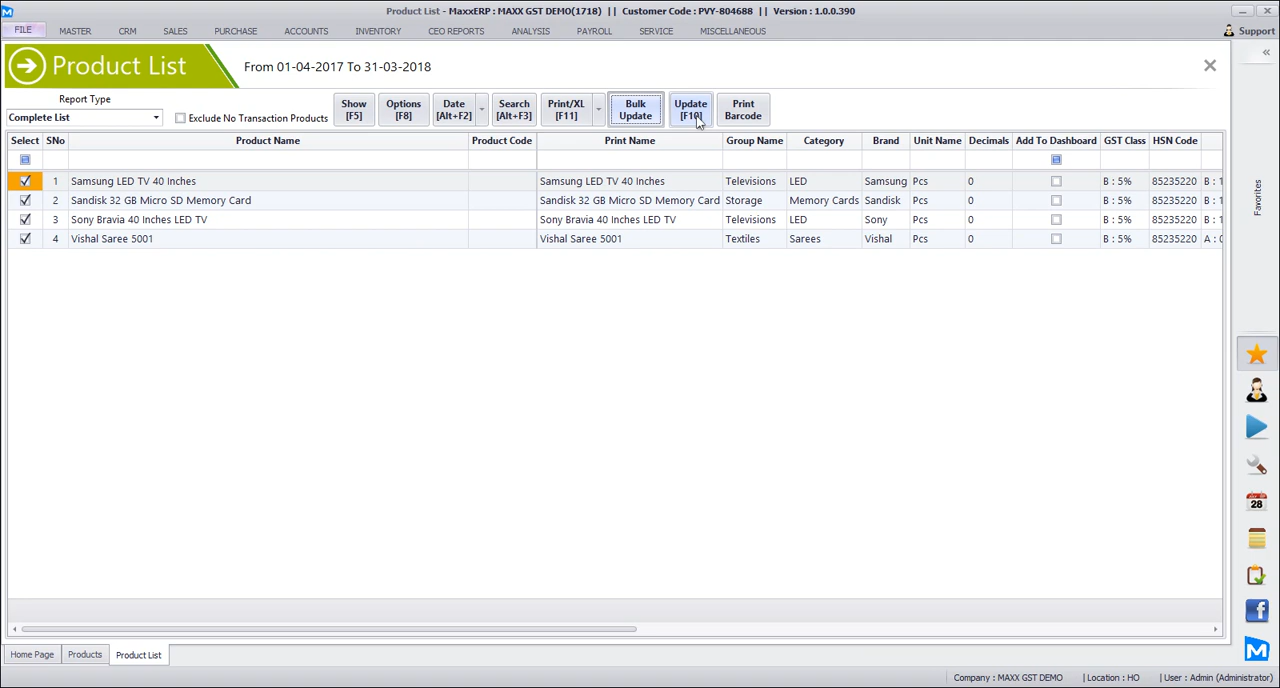 Product List - MaxxERP : MAXX GST DEMO(1718) || Customer Code : PVY-804688 || Version : 1.0.0.390
FILE MASTER CRM SALES PURCHASE ACCOUNTS INVENTORY CEO REPORTS ANALYSIS PAYROLL SERVICE MISCELLANEOUS Support
Product List From 01-04-2017 To 31-03-2018
Report Type
Complete List
Exclude No Transaction Products
Show [F5]
Options [F8]
Date [Alt+F2]
Search [Alt+F3]
Print/XL [F11]
Bulk Update
Update [F10]
Print Barcode
Select SNo Product Name Product Code Print Name Group Name Category Brand Unit Name Decimals Add To Dashboard GST Class HSN Code
1 Samsung LED TV 40 Inches Samsung LED TV 40 Inches Televisions LED Samsung Pcs 0 B : 5% 85235220 B : 1
2 Sandisk 32 GB Micro SD Memory Card Sandisk 32 GB Micro SD Memory Card Storage Memory Cards Sandisk Pcs 0 B : 5% 85235220 B : 1
3 Sony Bravia 40 Inches LED TV Sony Bravia 40 Inches LED TV Televisions LED Sony Pcs 0 B : 5% 85235220 B : 1
4 Vishal Saree 5001 Vishal Saree 5001 Textiles Sarees Vishal Pcs 0 B : 5% 85235220 A : 0
Favorites
28
Home Page Products Product List
Company : MAXX GST DEMO | Location : HO | User : Admin (Administrator)